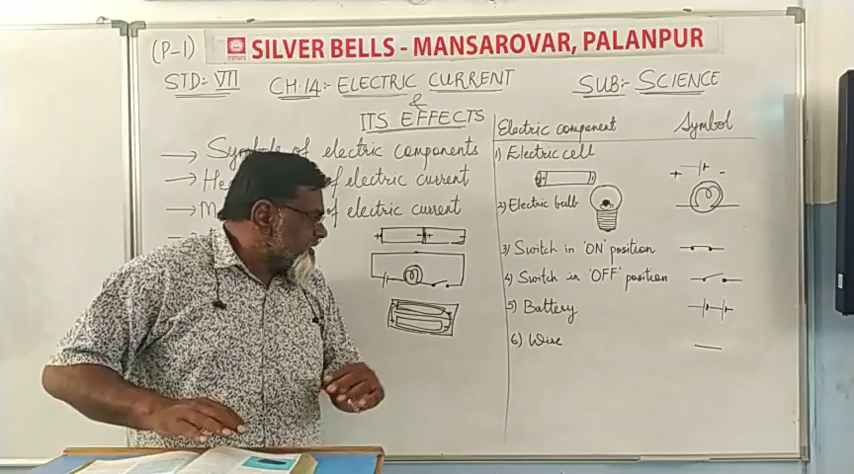 (P-1)
SILVER BELLS - MANSAROVAR, PALANPUR
STD:- VII CH.14:- ELECTRIC CURRENT SUB:- SCIENCE
&
ITS EFFECTS
→ of electric components
→ of electric current
→ of electric current
Electric component Symbol
1) Electric cell
+ -
2) Electric bulb
3) Switch in 'ON' position
4) Switch in 'OFF' position
5) Battery
6) Wire